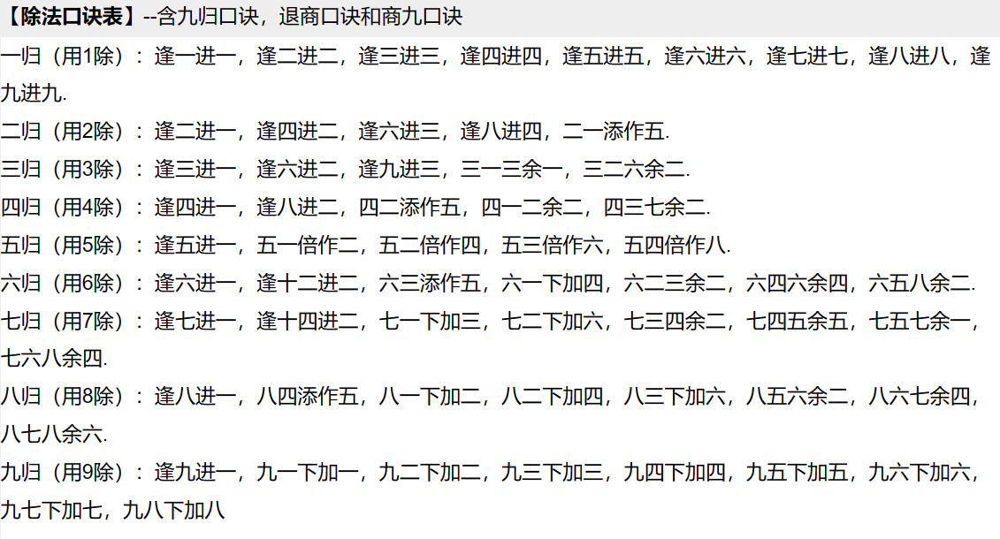 【除法口诀表】--含九归口诀，退商口诀和商九口诀
一归（用1除）：逢一进一，逢二进二，逢三进三，逢四进四，逢五进五，逢六进六，逢七进七，逢八进八，逢
九进九.
二归（用2除）：逢二进一，逢四进二，逢六进三，逢八进四，二一添作五.
三归（用3除）：逢三进一，逢六进二，逢九进三，三一三余一，三二六余二.
四归（用4除）：逢四进一，逢八进二，四二添作五，四一二余二，四三七余二.
五归（用5除）：逢五进一，五一倍作二，五二倍作四，五三倍作六，五四倍作八.
六归（用6除）：逢六进一，逢十二进二，六三添作五，六一下加四，六二三余二，六四六余四，六五八余二.
七归（用7除）：逢七进一，逢十四进二，七一下加三，七二下加六，七三四余二，七四五余五，七五七余一，
七六八余四.
八归（用8除）：逢八进一，八四添作五，八一下加二，八二下加四，八三下加六，八五六余二，八六七余四，
八七八余六.
九归（用9除）：逢九进一，九一下加一，九二下加二，九三下加三，九四下加四，九五下加五，九六下加六，
九七下加七，九八下加八